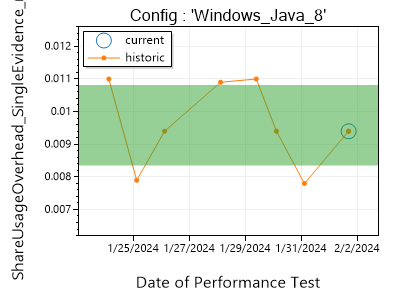 Config : 'Windows_Java_8'
current
historic
0.012
0.011
0.01
0.009
0.008
0.007
ShareUsageOverhead_SingleEvidence_
1/25/2024
1/27/2024
1/29/2024
1/31/2024
2/2/2024
Date of Performance Test